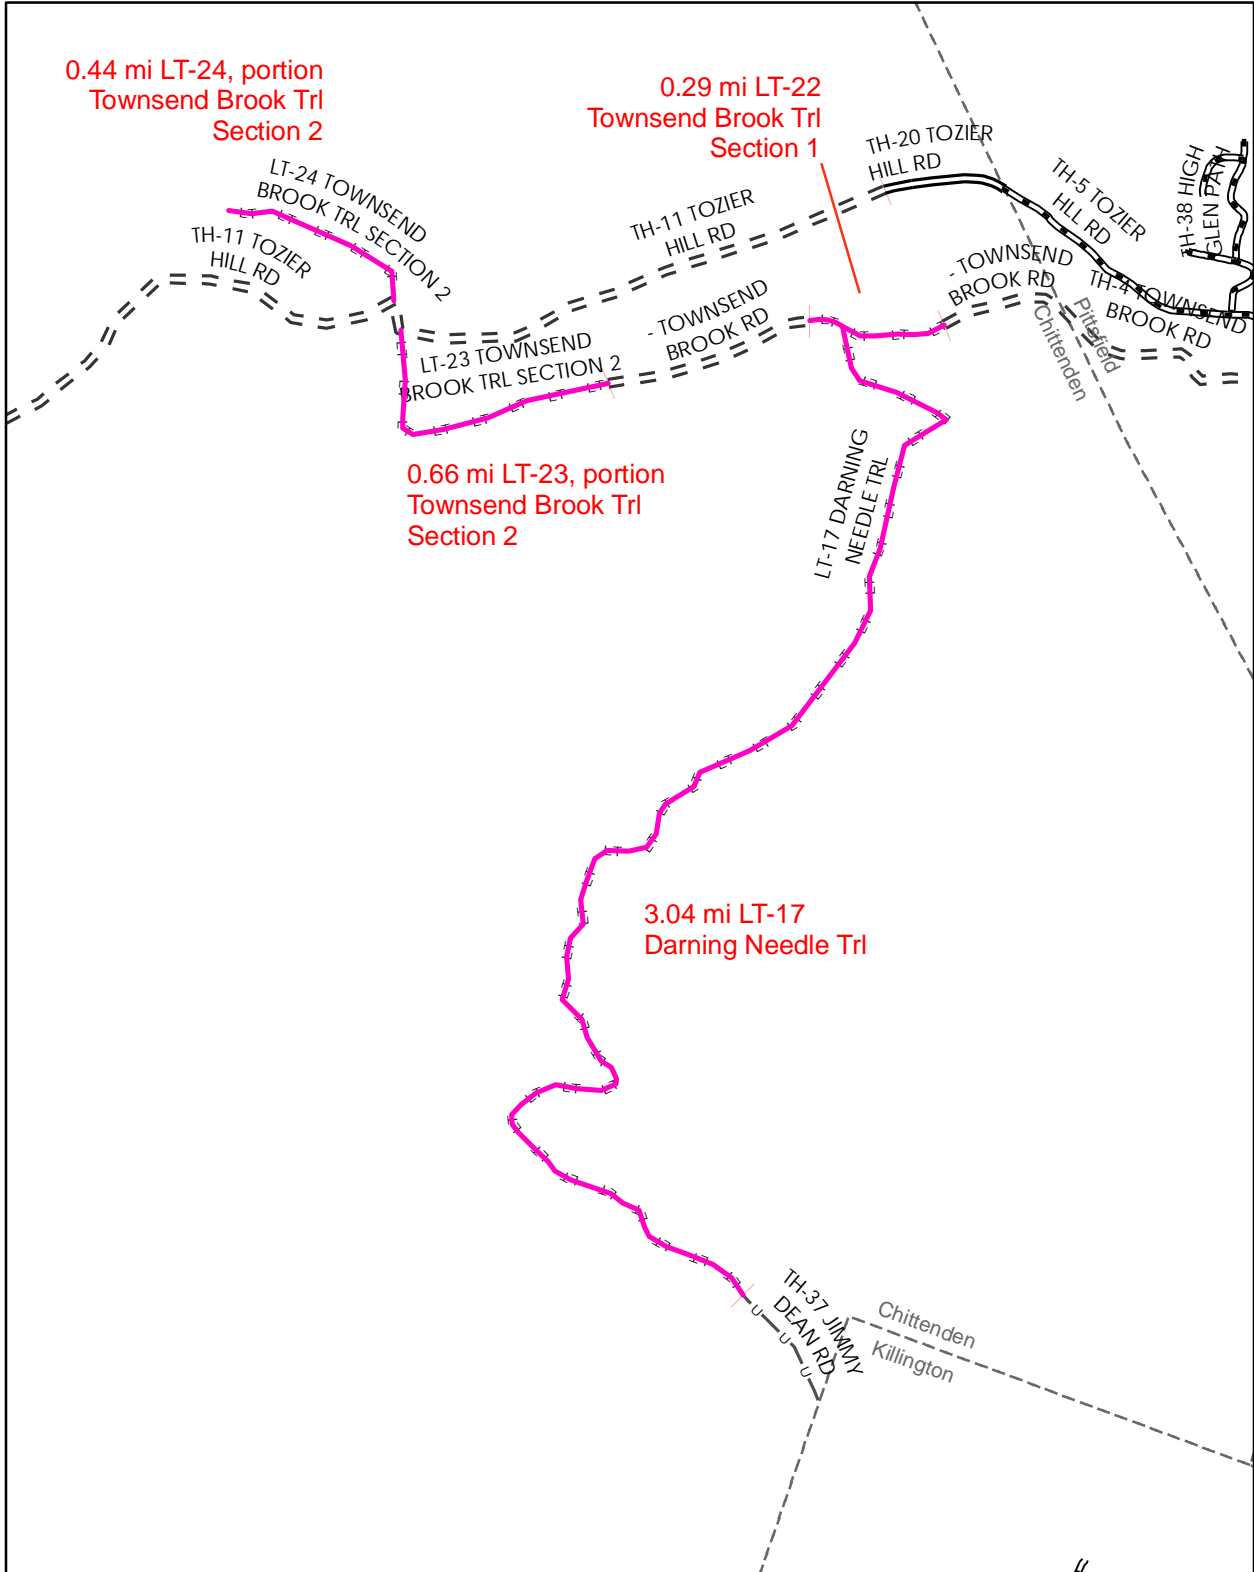 0.44 mi LT-24, portion
Townsend Brook Trl
Section 2
0.29 mi LT-22
Townsend Brook Trl
Section 1
TH-20 TOZIER
HILL RD
TH-5 TOZIER
HLL RD
TH-38 HIGH
GLEN PATH
LT-24 TOWNSEND
BROOK TRL SECTION 2
TH-11 TOZIER
HILL RD
TH-11 TOZIER
HILL RD
- TOWNSEND
BROOK RD
TH-4 TOWNSEND
BROOK RD
- TOWNSEND
BROOK RD
Pittsfield
Chittenden
LT-23 TOWNSEND
BROOK TRL SECTION 2
0.66 mi LT-23, portion
Townsend Brook Trl
Section 2
LT-17 DARNING
NEEDLE TRL
3.04 mi LT-17
Darning Needle Trl
TH-37 JIMMY
DEAN RD
U
U
U
Chittenden
Killington